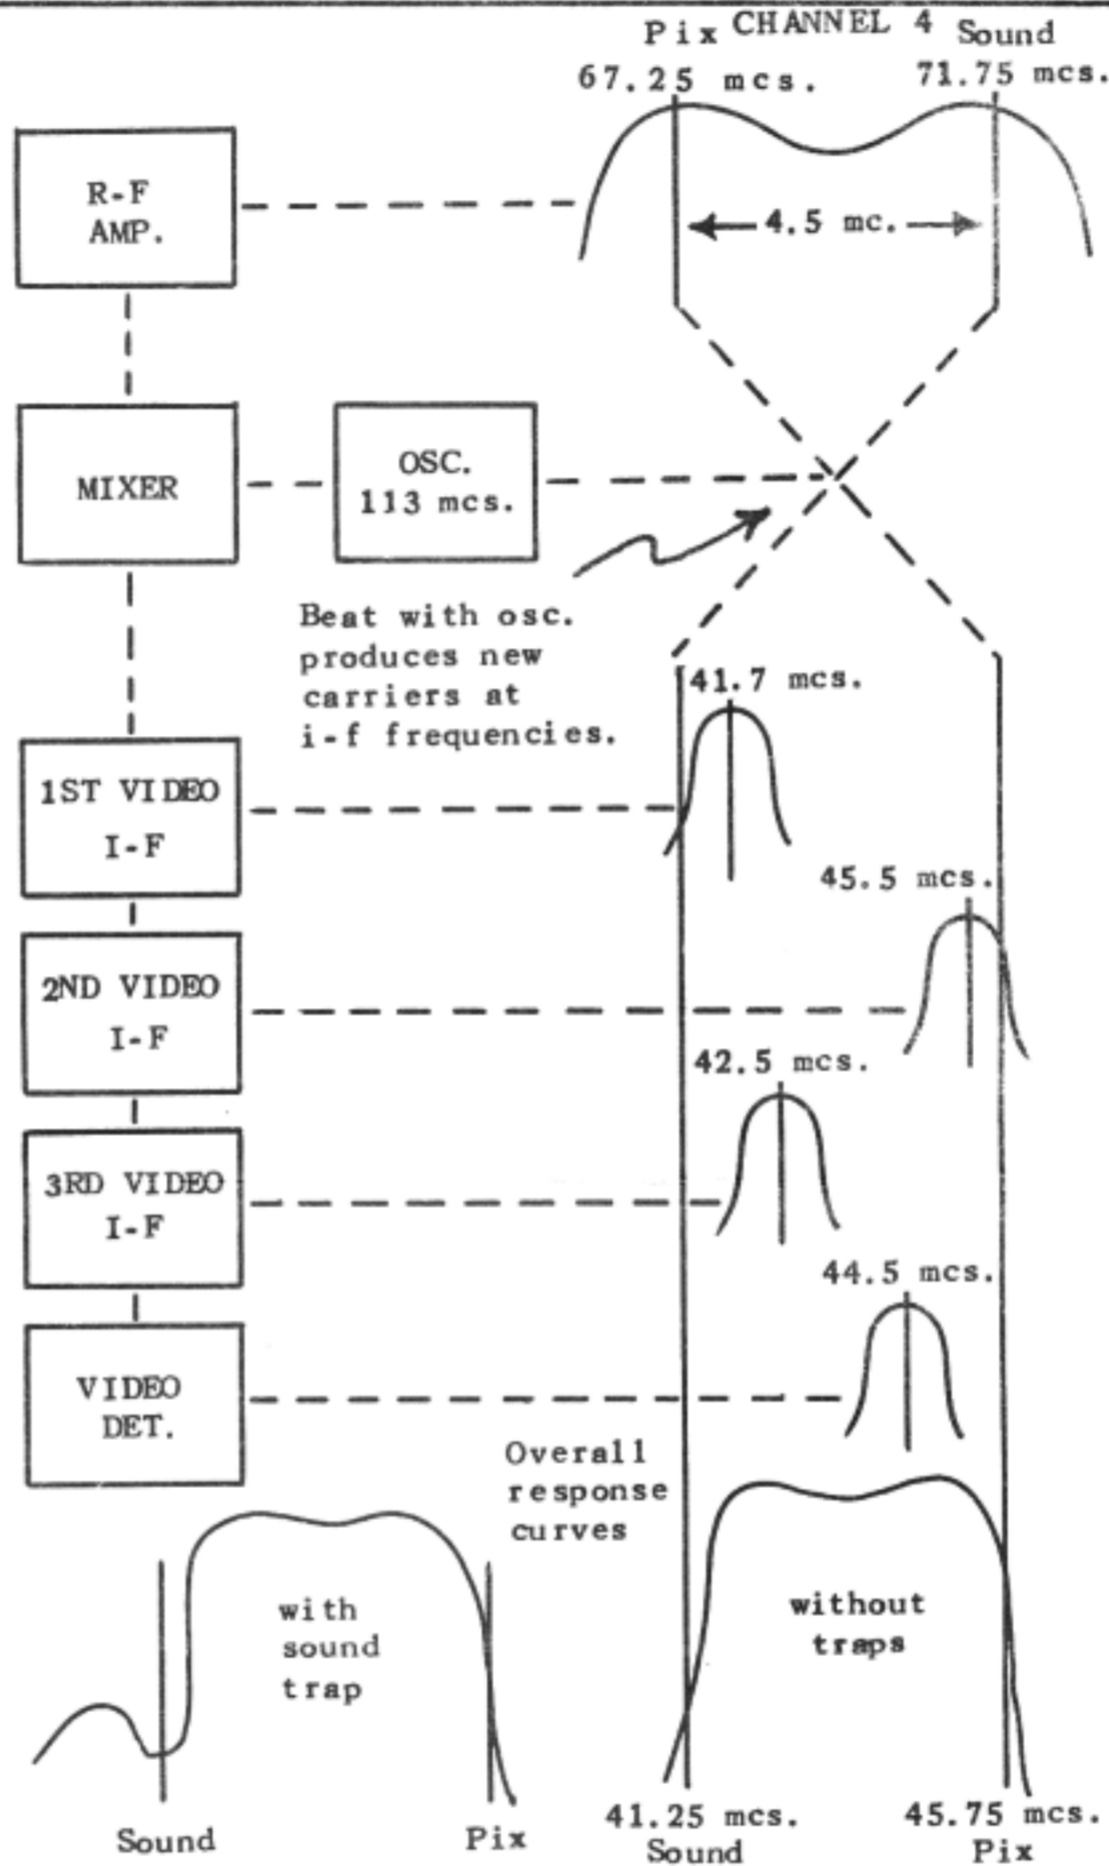 CHANNEL 4
Pix Sound
67.25 mcs. 71.75 mcs.
R-F
AMP.
4.5 mc.
MIXER
OSC.
113 mcs.
Beat with osc.
produces new
carriers at
i-f frequencies.
41.7 mcs.
1ST VIDEO
I-F
45.5 mcs.
2ND VIDEO
I-F
42.5 mcs.
3RD VIDEO
I-F
44.5 mcs.
VIDEO
DET.
Overall
response
curves
with
sound
trap
without
traps
Sound Pix
41.25 mcs. 45.75 mcs.
Sound Pix